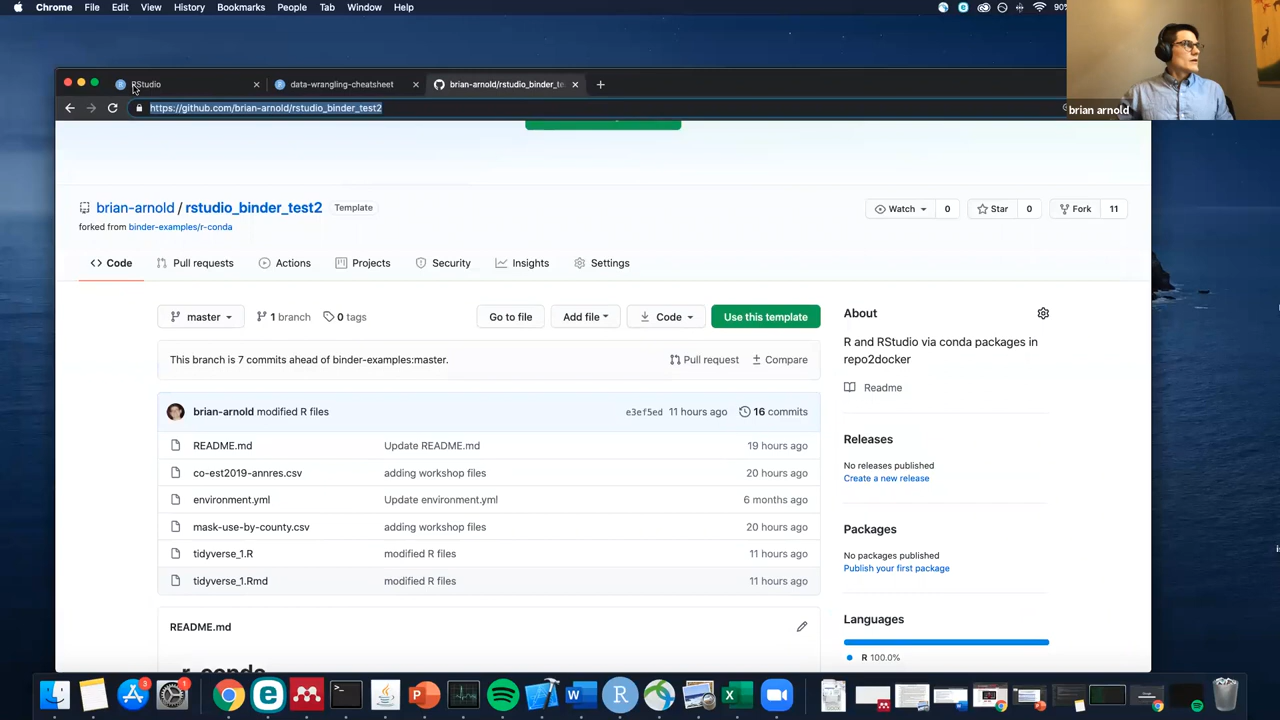 Chrome File Edit View History Bookmarks People Tab Window Help 90%
RStudio data-wrangling-cheatsheet brian-arnold/rstudio_binder_te
https://github.com/brian-arnold/rstudio_binder_test2
brian arnold
brian-arnold / rstudio_binder_test2 Template Watch 0 Star 0 Fork 11
forked from binder-examples/r-conda
Code Pull requests Actions Projects Security Insights Settings
master 1 branch 0 tags Go to file Add file Code Use this template
About
R and RStudio via conda packages in
repo2docker
Readme
This branch is 7 commits ahead of binder-examples:master. Pull request Compare
brian-arnold modified R files e3ef5ed 11 hours ago 16 commits
README.md Update README.md 19 hours ago
co-est2019-annres.csv adding workshop files 20 hours ago
environment.yml Update environment.yml 6 months ago
mask-use-by-county.csv adding workshop files 20 hours ago
tidyverse_1.R modified R files 11 hours ago
tidyverse_1.Rmd modified R files 11 hours ago
Releases
No releases published
Create a new release
Packages
No packages published
Publish your first package
Languages
R 100.0%
README.md
r-conda
3 1